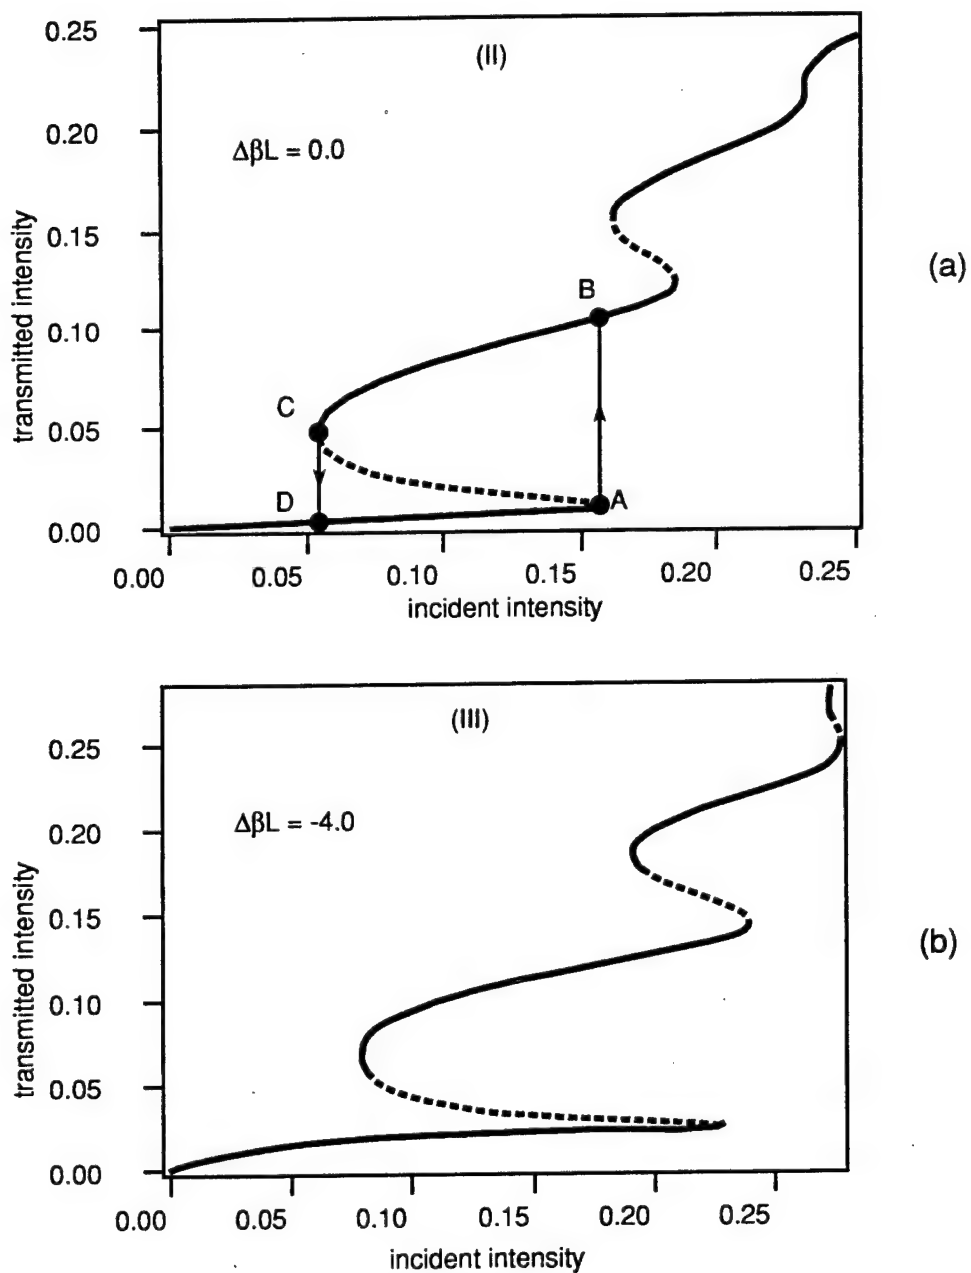 (II)
0.25
ΔβL = 0.0
0.20
0.15
0.10
0.05
0.00
transmitted intensity
B
C
A
D
0.00 0.05 0.10 0.15 0.20 0.25
incident intensity
(a)
(III)
0.25
ΔβL = -4.0
0.20
0.15
0.10
0.05
0.00
transmitted intensity
0.00 0.05 0.10 0.15 0.20 0.25
incident intensity
(b)